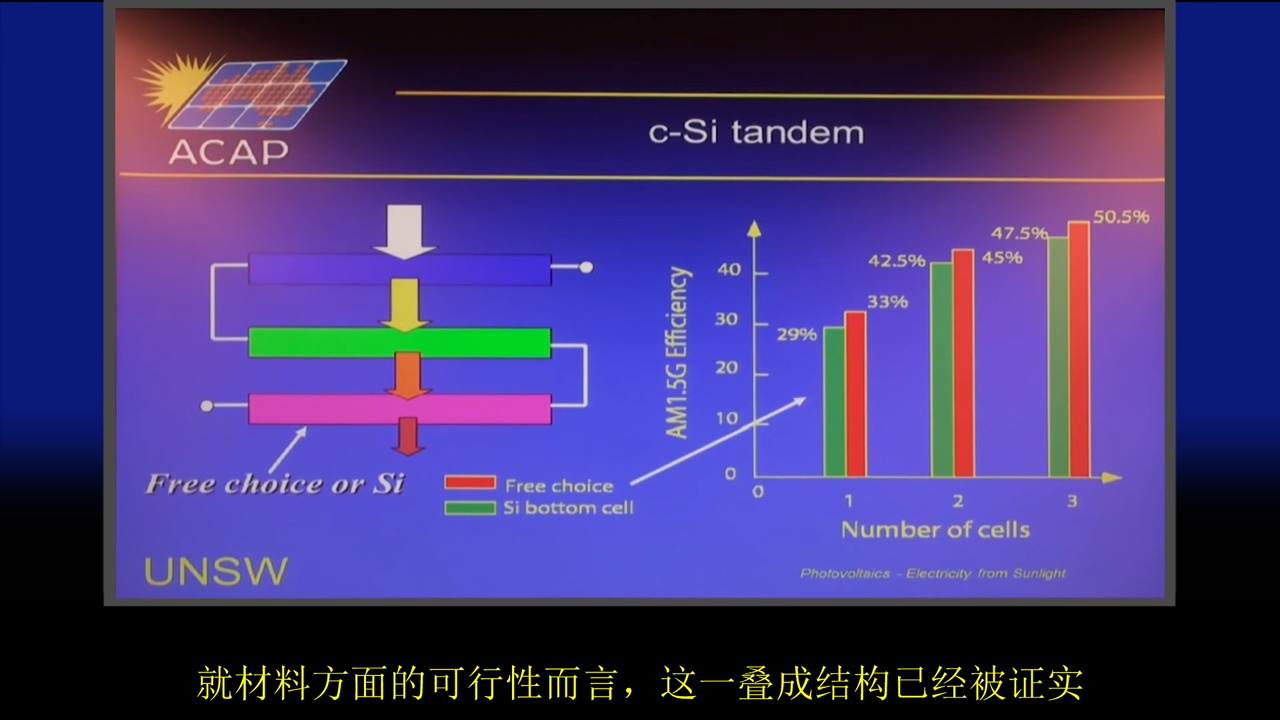 ACAP
c-Si tandem
Free choice or Si
Free choice
Si bottom cell
AM1.5G Efficiency
40
30
20
10
0
0
1
2
3
29%
33%
42.5%
45%
47.5%
50.5%
Number of cells
UNSW
Photovoltaics - Electricity from Sunlight
就材料方面的可行性而言，这一叠成结构已经被证实